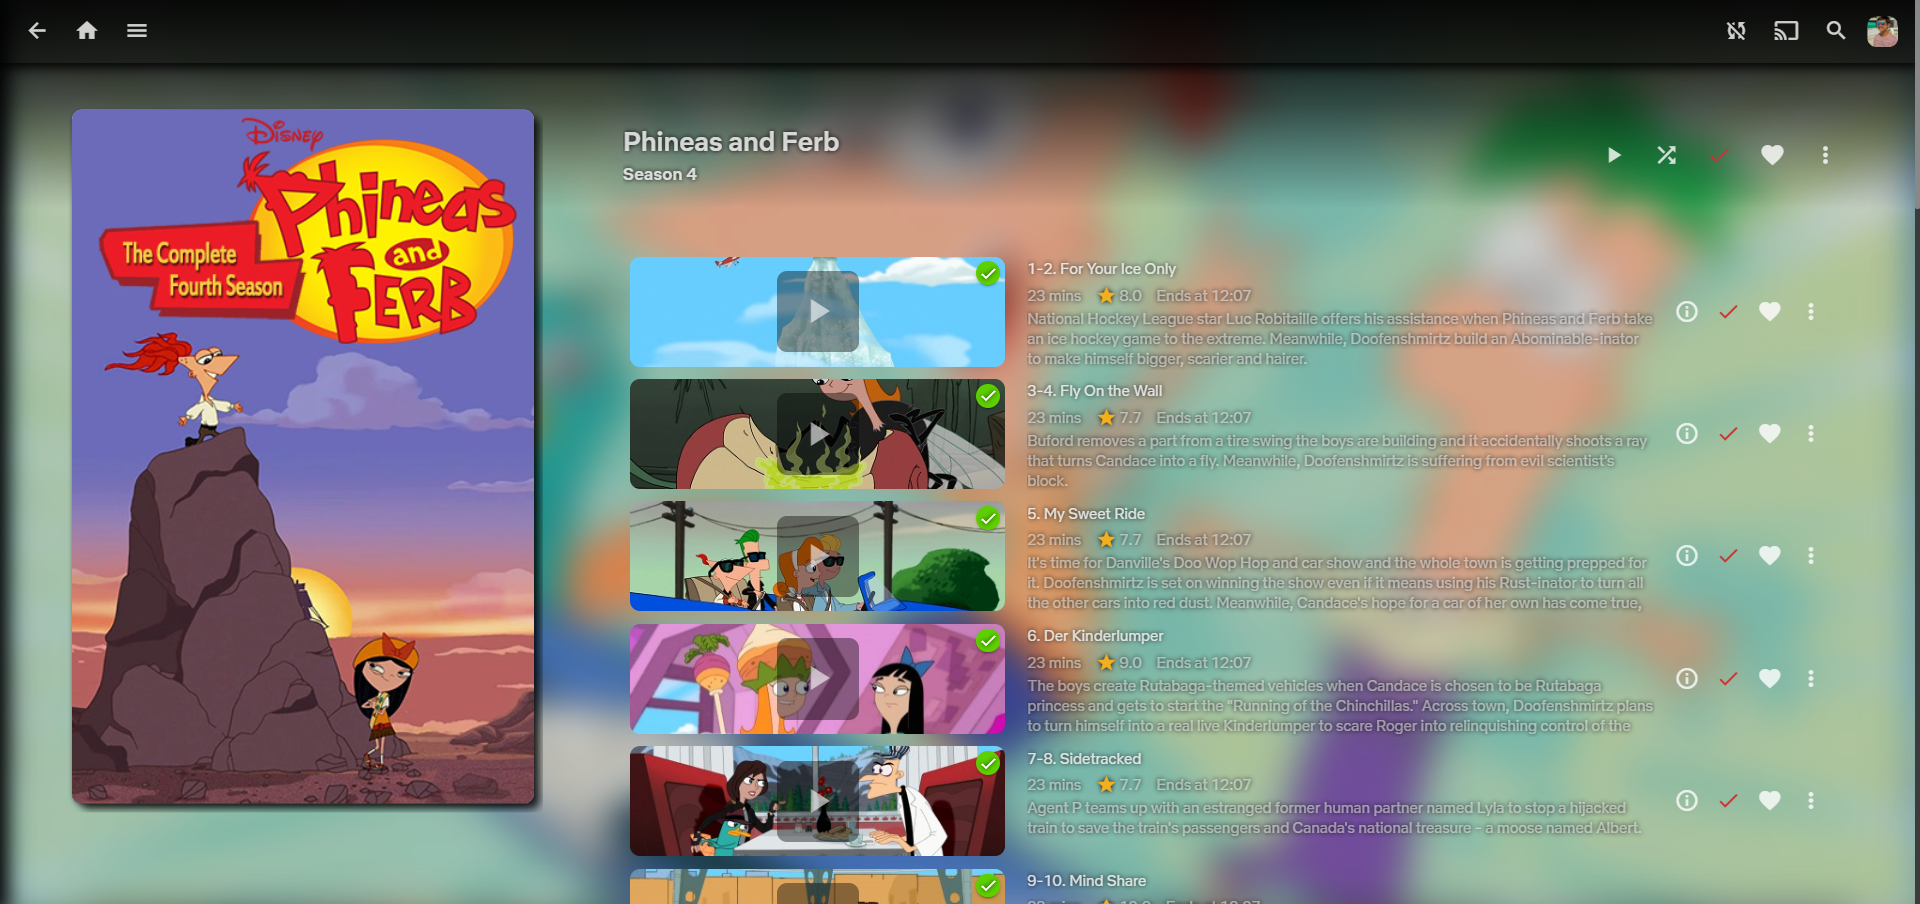 Disney
Phineas
and
Ferb
The Complete
Fourth Season
Phineas and Ferb
Season 4
1-2. For Your Ice Only
23 mins 8.0 Ends at 12:07
National Hockey League star Luc Robitaille offers his assistance when Phineas and Ferb take
an ice hockey game to the extreme. Meanwhile, Doofenshmirtz build an Abominable-inator
to make himself bigger, scarier and hairer.
3-4. Fly On the Wall
23 mins 7.7 Ends at 12:07
Buford removes a part from a tire swing the boys are building and it accidentally shoots a ray
that turns Candace into a fly. Meanwhile, Doofenshmirtz is suffering from evil scientist's
block.
5. My Sweet Ride
23 mins 7.7 Ends at 12:07
It's time for Danville's Doo Wop Hop and car show and the whole town is getting prepped for
it. Doofenshmirtz is set on winning the show even if it means using his Rust-inator to turn all
the other cars into red dust. Meanwhile, Candace's hope for a car of her own has come true,
6. Der Kinderlumper
23 mins 9.0 Ends at 12:07
The boys create Rutabaga-themed vehicles when Candace is chosen to be Rutabaga
princess and gets to start the "Running of the Chinchillas." Across town, Doofenshmirtz plans
to turn himself into a real live Kinderlumper to scare Roger into relinquishing control of the
7-8. Sidetracked
23 mins 7.7 Ends at 12:07
Agent P teams up with an estranged former human partner named Lyla to stop a hijacked
train to save the train's passengers and Canada's national treasure - a moose named Albert.
9-10. Mind Share